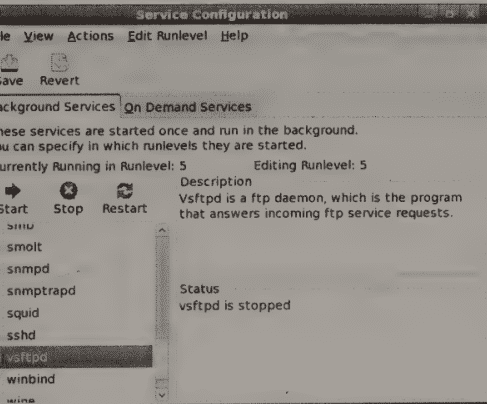 Service Configuration
le View Actions Edit Runlevel Help
Save Revert
ackground Services On Demand Services
hese services are started once and run in the background.
ou can specify in which runlevels they are started.
urrently Running in Runlevel: 5 Editing Runlevel: 5
Start Stop Restart
Description
Vsftpd is a ftp daemon, which is the program
that answers incoming ftp service requests.
smolt
snmpd
snmptrapd
squid
sshd
vsftpd
winbind
wine
Status
vsftpd is stopped